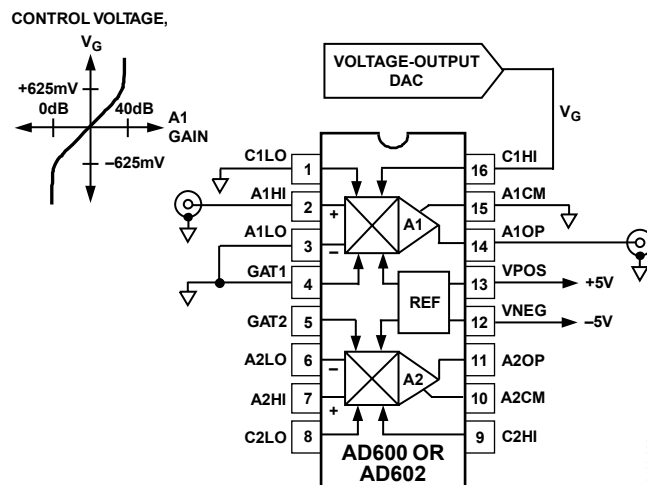 CONTROL VOLTAGE,
VG
+625mV
0dB 40dB
A1
GAIN
−625mV
VOLTAGE-OUTPUT
DAC
VG
C1LO 1 16 C1HI
A1HI 2 + A1 15 A1CM
A1LO 3 − 14 A1OP
GAT1 4 REF 13 VPOS +5V
GAT2 5 12 VNEG −5V
A2LO 6 − A2 11 A2OP
A2HI 7 + 10 A2CM
C2LO 8 9 C2HI
AD600 OR
AD602